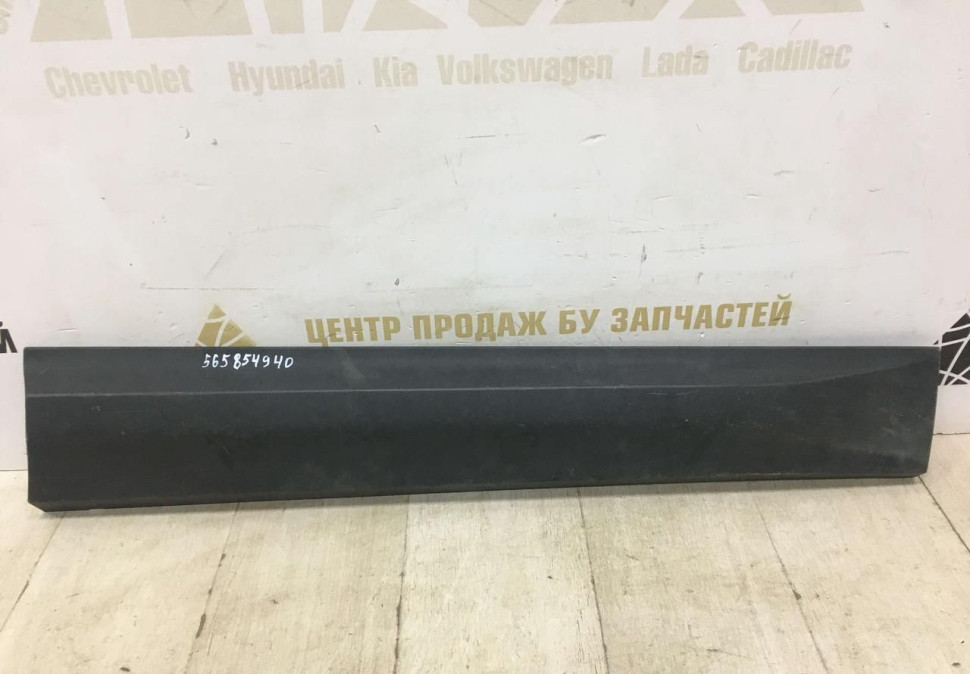 Chevrolet Hyundai Kia Volkswagen Lada Cadillac
ЦЕНТР ПРОДАЖ БУ ЗАПЧАСТЕЙ
565854940